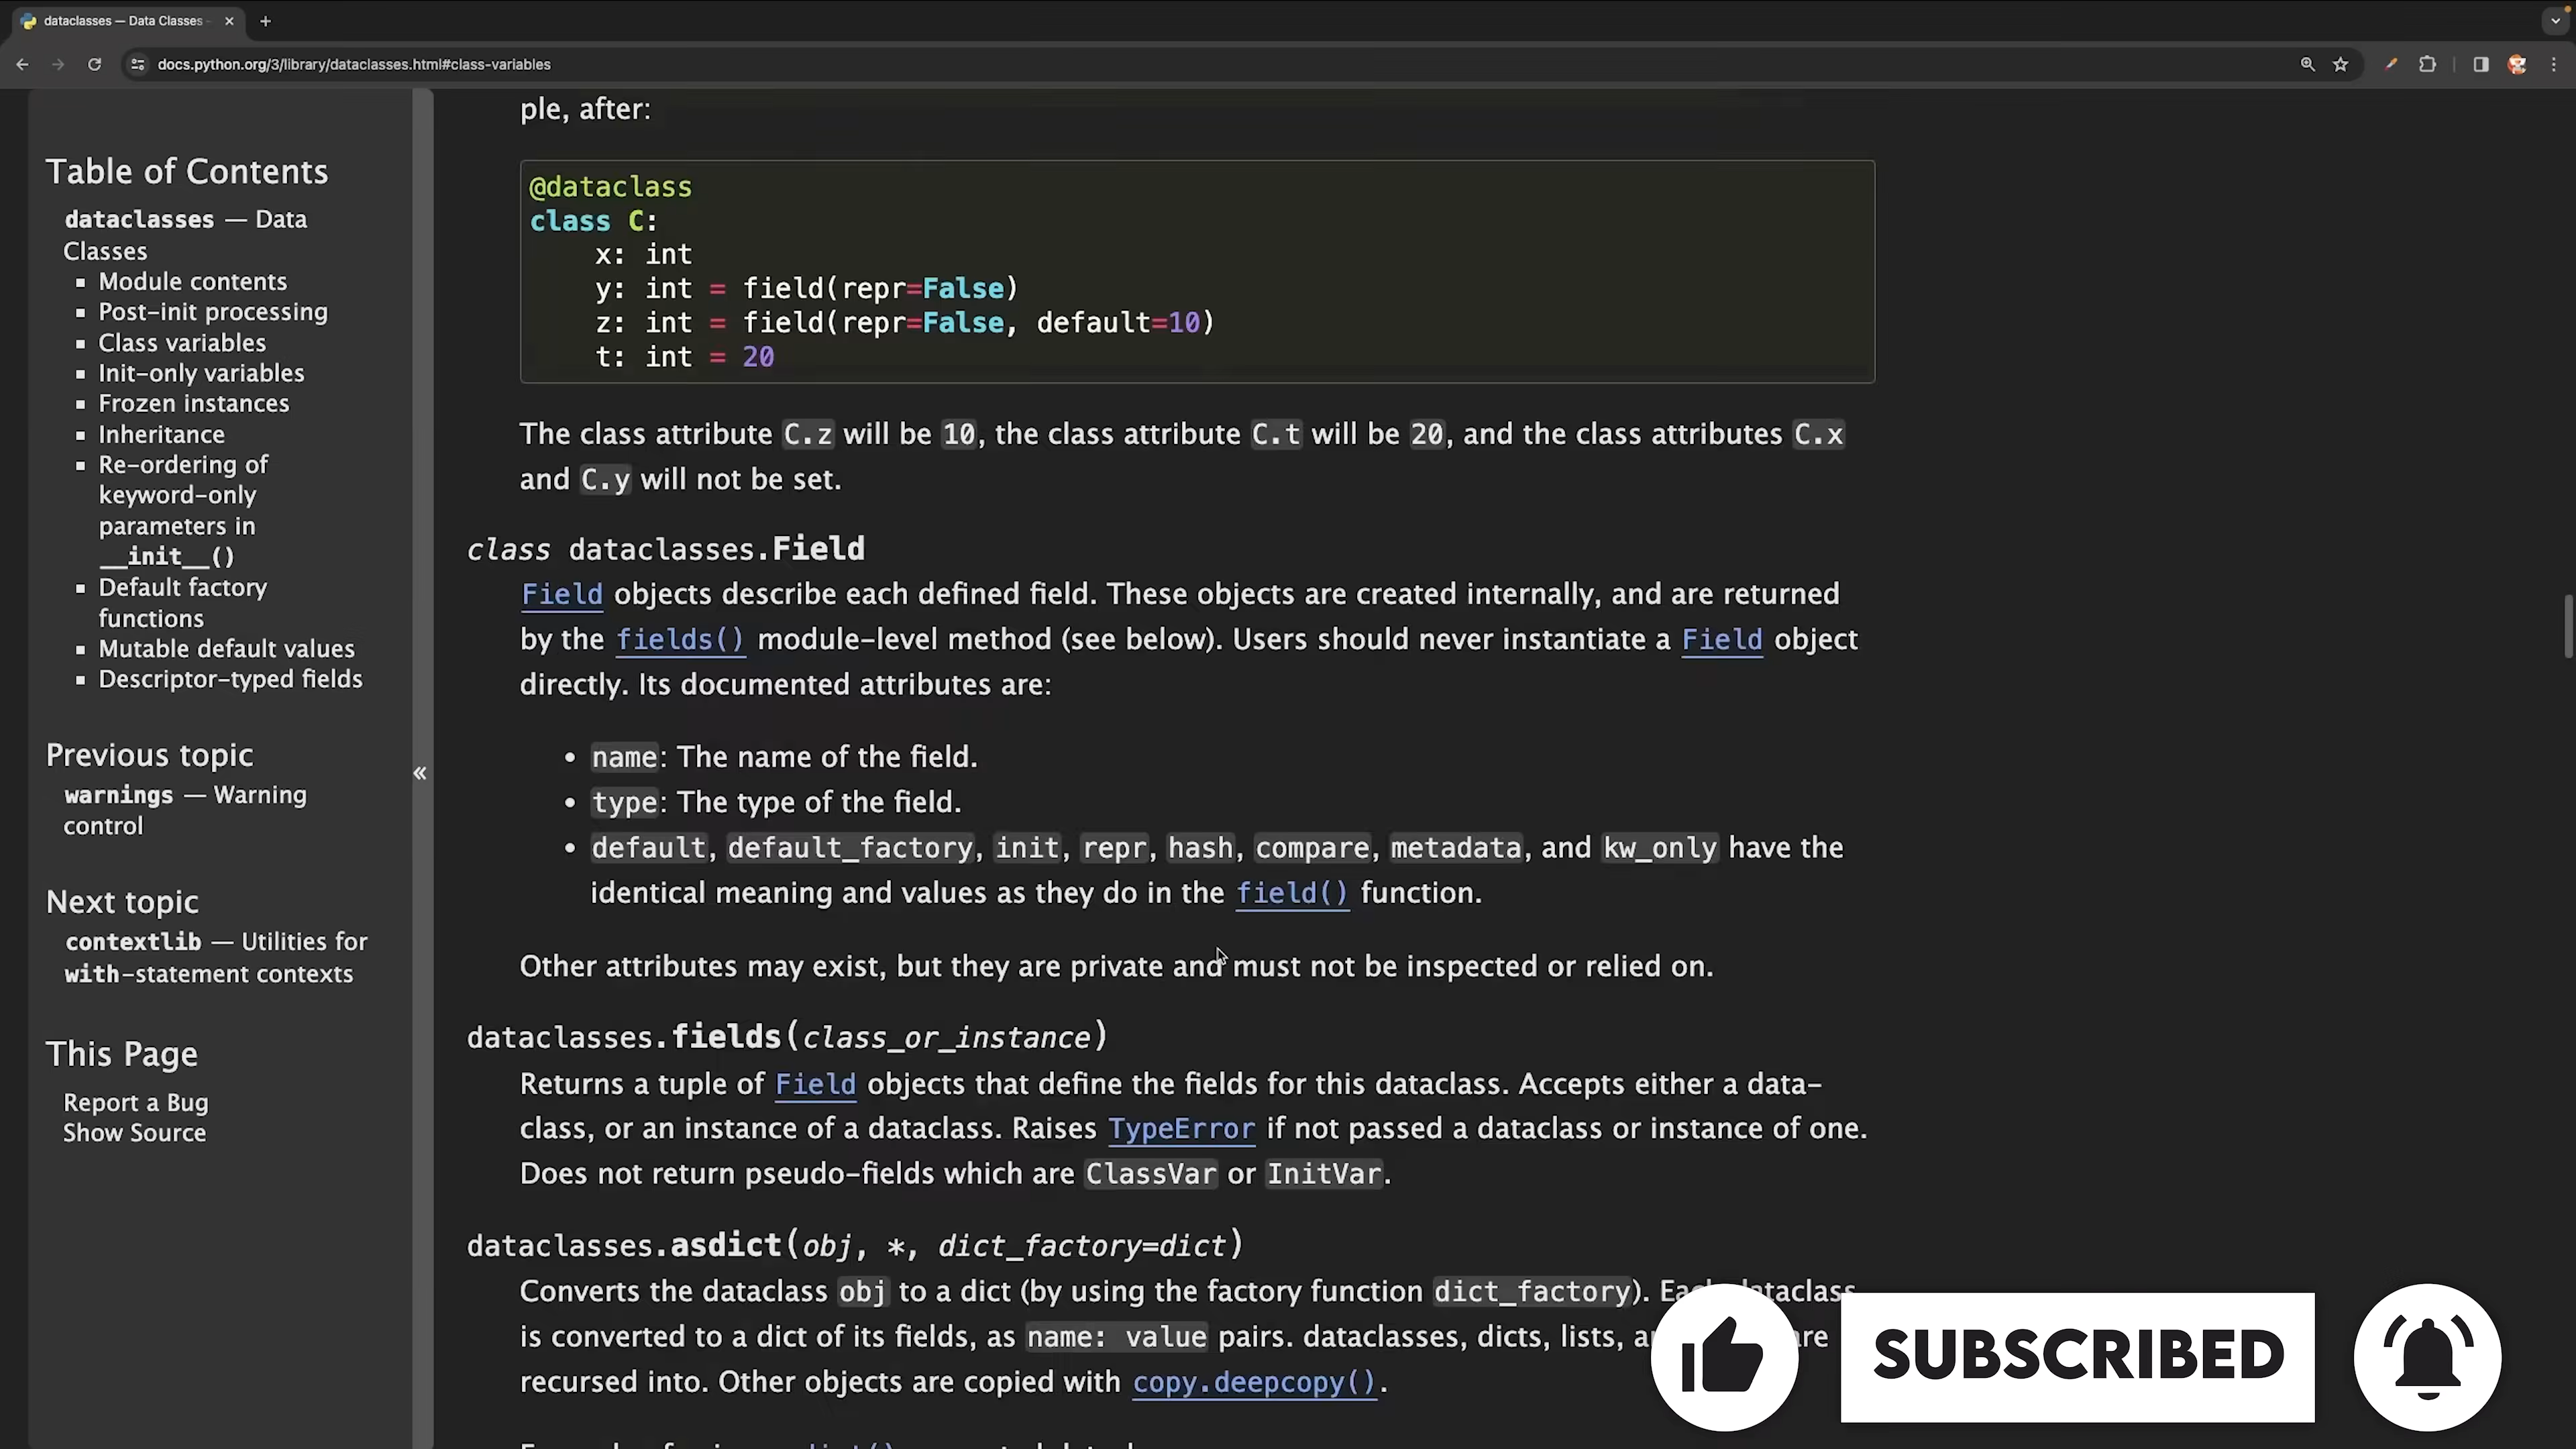 dataclasses — Data Classes
docs.python.org/3/library/dataclasses.html#class-variables
Table of Contents
dataclasses — Data
Classes
Module contents
Post-init processing
Class variables
Init-only variables
Frozen instances
Inheritance
Re-ordering of
keyword-only
parameters in
__init__()
Default factory
functions
Mutable default values
Descriptor-typed fields
Previous topic
warnings — Warning
control
Next topic
contextlib — Utilities for
with-statement contexts
This Page
Report a Bug
Show Source
«
ple, after:
@dataclass
class C:
x: int
y: int = field(repr=False)
z: int = field(repr=False, default=10)
t: int = 20
The class attribute C.z will be 10, the class attribute C.t will be 20, and the class attributes C.x
and C.y will not be set.
class dataclasses.Field
Field objects describe each defined field. These objects are created internally, and are returned
by the fields() module-level method (see below). Users should never instantiate a Field object
directly. Its documented attributes are:
• name: The name of the field.
• type: The type of the field.
• default, default_factory, init, repr, hash, compare, metadata, and kw_only have the
identical meaning and values as they do in the field() function.
Other attributes may exist, but they are private and must not be inspected or relied on.
dataclasses.fields(class_or_instance)
Returns a tuple of Field objects that define the fields for this dataclass. Accepts either a data-
class, or an instance of a dataclass. Raises TypeError if not passed a dataclass or instance of one.
Does not return pseudo-fields which are ClassVar or InitVar.
dataclasses.asdict(obj, *, dict_factory=dict)
Converts the dataclass obj to a dict (by using the factory function dict_factory).
is converted to a dict of its fields, as name: value pairs. dataclasses, dicts, lists,
recursed into. Other objects are copied with copy.deepcopy().
SUBSCRIBED